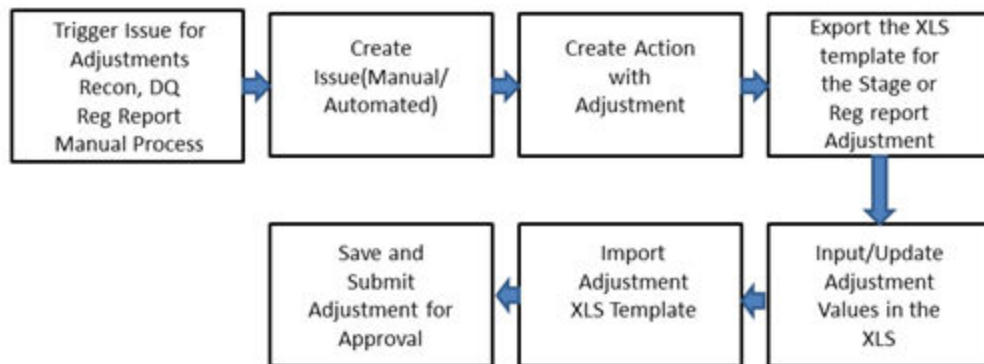 Trigger Issue for
Adjustments
Recon, DQ
Reg Report
Manual Process
Create
Issue(Manual/
Automated)
Create Action
with
Adjustment
Export the XLS
template for
the Stage or
Reg report
Adjustment
Input/Update
Adjustment
Values in the
XLS
Import
Adjustment
XLS Template
Save and
Submit
Adjustment for
Approval